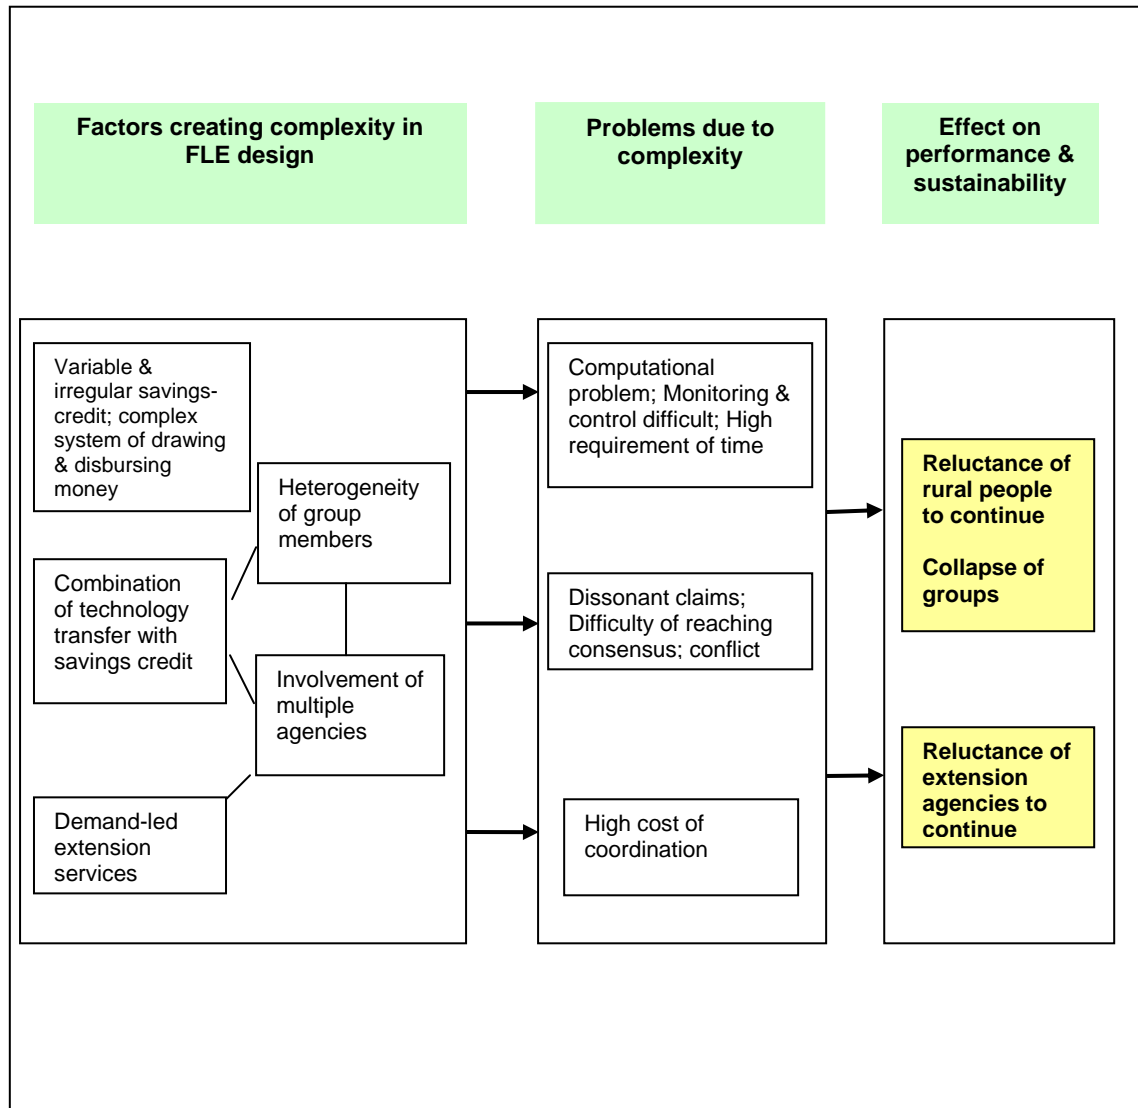 Factors creating complexity in
FLE design
Problems due to
complexity
Effect on
performance &
sustainability
Variable &
irregular savings-
credit; complex
system of drawing
& disbursing
money
Heterogeneity
of group
members
Combination
of technology
transfer with
savings credit
Involvement of
multiple
agencies
Demand-led
extension
services
Computational
problem; Monitoring &
control difficult; High
requirement of time
Dissonant claims;
Difficulty of reaching
consensus; conflict
High cost of
coordination
Reluctance of
rural people
to continue
Collapse of
groups
Reluctance of
extension
agencies to
continue